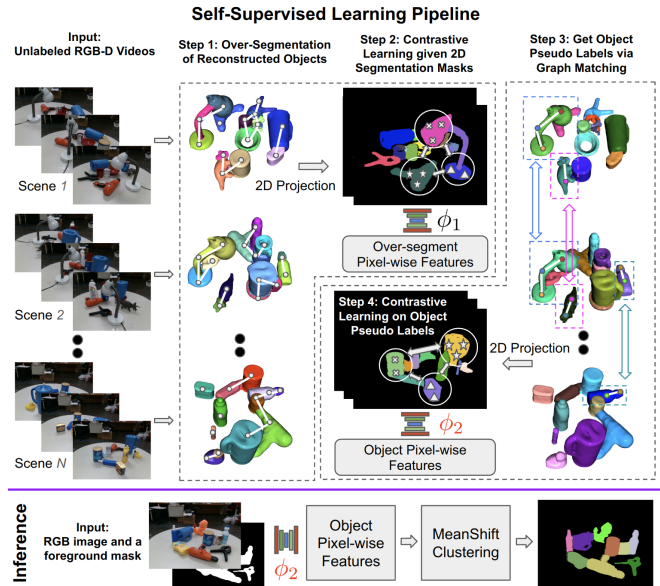 Self-Supervised Learning Pipeline
Input:
Unlabeled RGB-D Videos
Step 1: Over-Segmentation
of Reconstructed Objects
Step 2: Contrastive
Learning given 2D
Segmentation Masks
Step 3: Get Object
Pseudo Labels via
Graph Matching
Scene 1
2D Projection
ϕ1
Over-segment
Pixel-wise Features
Scene 2
Step 4: Contrastive
Learning on Object
Pseudo Labels
2D Projection
ϕ2
Object Pixel-wise
Features
Scene N
Inference
Input:
RGB image and a
foreground mask
ϕ2
Object
Pixel-wise
Features
MeanShift
Clustering